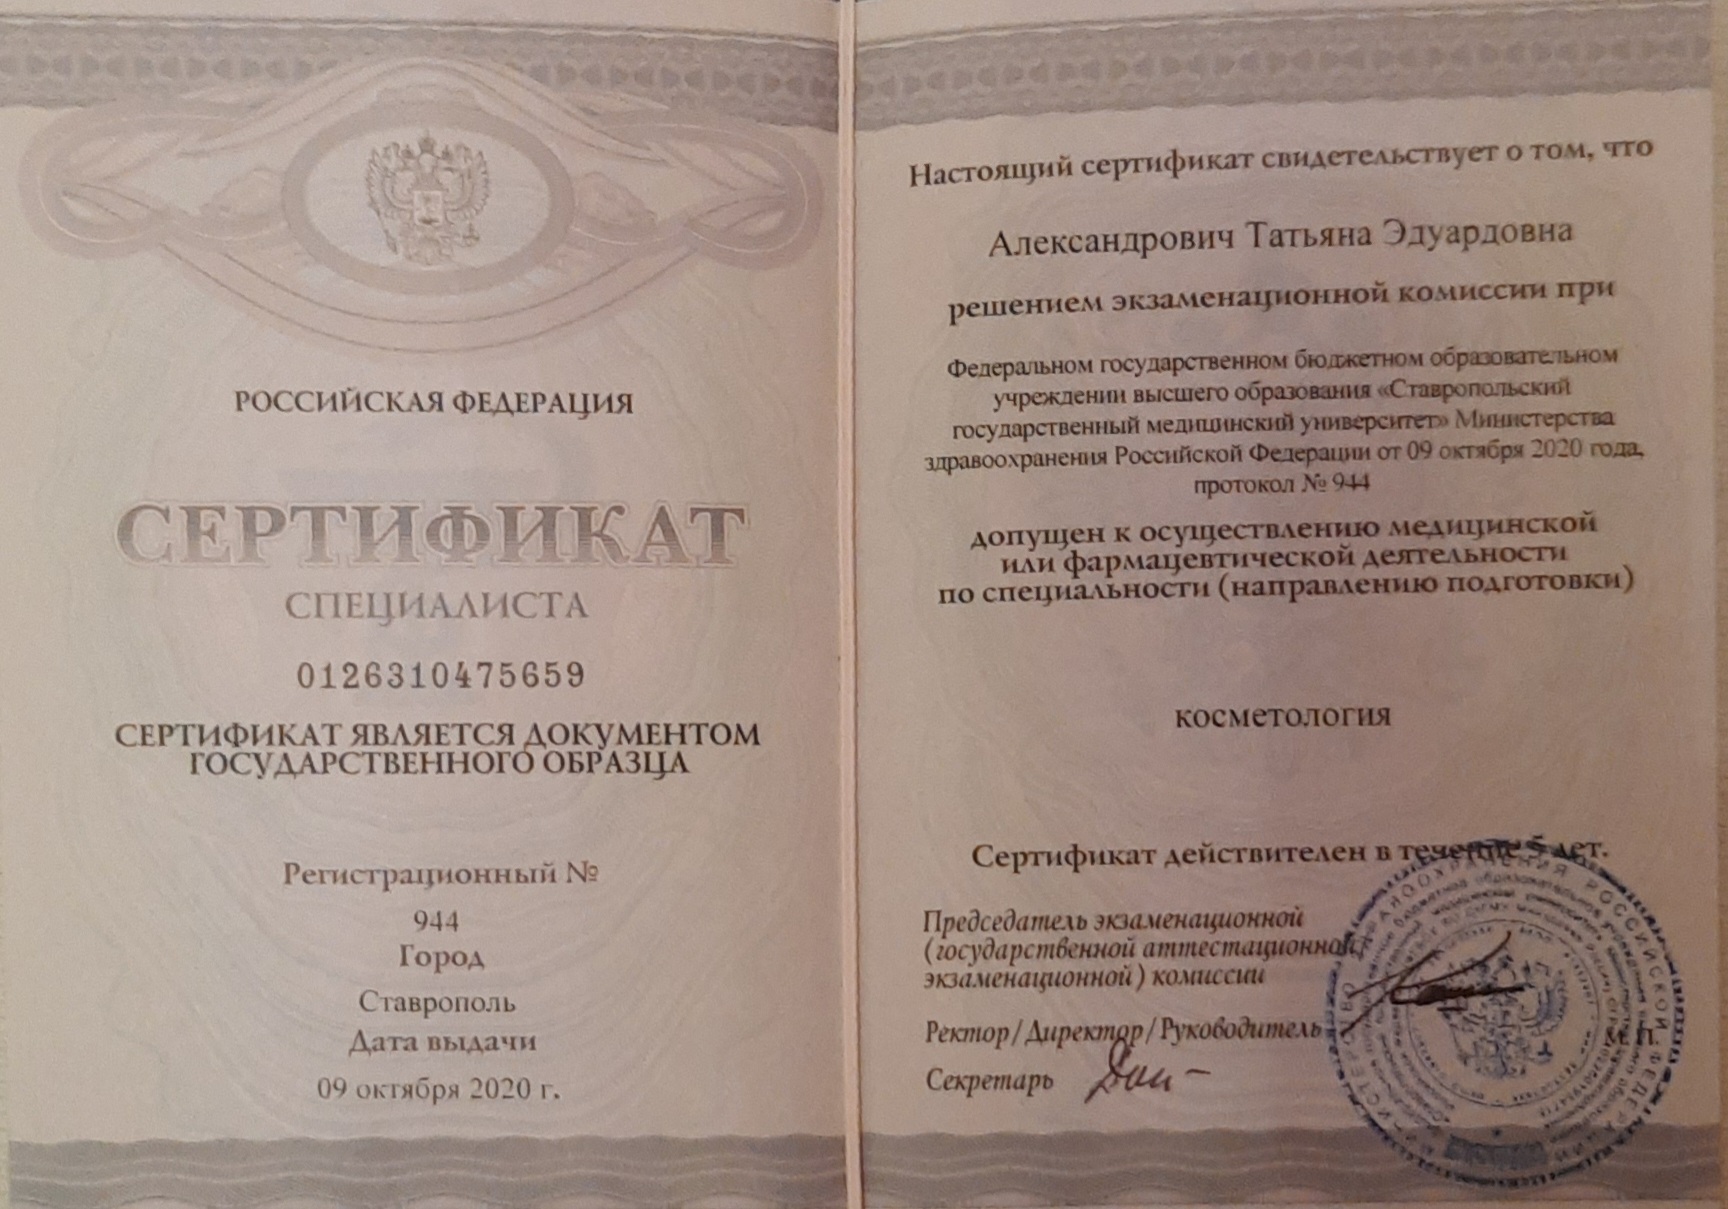 РОССИЙСКАЯ ФЕДЕРАЦИЯ
СЕРТИФИКАТ
СПЕЦИАЛИСТА
0126310475659
СЕРТИФИКАТ ЯВЛЯЕТСЯ ДОКУМЕНТОМ
ГОСУДАРСТВЕННОГО ОБРАЗЦА
Регистрационный №
944
Город
Ставрополь
Дата выдачи
09 октября 2020 г.
Настоящий сертификат свидетельствует о том, что
Александрович Татьяна Эдуардовна
решением экзаменационной комиссии при
Федеральном государственном бюджетном образовательном
учреждении высшего образования «Ставропольский
государственный медицинский университет» Министерства
здравоохранения Российской Федерации от 09 октября 2020 года,
протокол № 944
допущен к осуществлению медицинской
или фармацевтической деятельности
по специальности (направлению подготовки)
косметология
Сертификат действителен в течение 5 лет.
Председатель экзаменационной
(государственной аттестационной
экзаменационной) комиссии
Ректор/Директор/Руководитель
М.П.
Секретарь